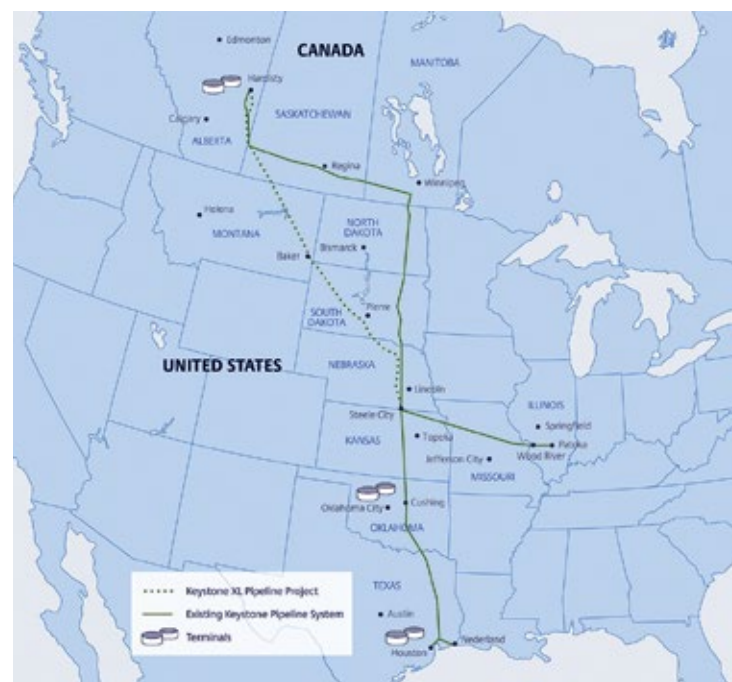 Edmonton
CANADA
MANITOBA
Hardisty
SASKATCHEWAN
Calgary
ALBERTA
Regina
Winnipeg
Helena
NORTH
DAKOTA
MONTANA
Bismarck
Baker
SOUTH
DAKOTA
Pierre
UNITED STATES
NEBRASKA
Lincoln
Steele City
ILLINOIS
Springfield
KANSAS
Topeka
Patoka
Wood River
Jefferson City
MISSOURI
Oklahoma City
Cushing
OKLAHOMA
Keystone XL Pipeline Project
Existing Keystone Pipeline System
Terminals
TEXAS
Austin
Houston
Nederland